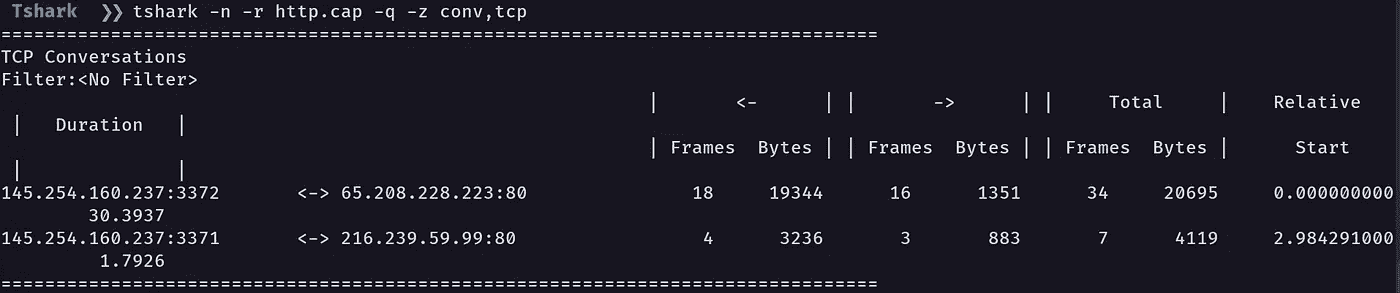 Tshark ❯❯ tshark -n -r http.cap -q -z conv,tcp
================================================================================
TCP Conversations
Filter:<No Filter>
|       <-      | |       ->      | |     Total     |    Relative
|   Duration   |
| Frames  Bytes | | Frames  Bytes | | Frames  Bytes |      Start
|              |
145.254.160.237:3372       <-> 65.208.228.223:80               18     19344      16      1351      34     20695     0.000000000
30.3937
145.254.160.237:3371       <-> 216.239.59.99:80                 4      3236       3       883       7      4119     2.984291000
1.7926
================================================================================